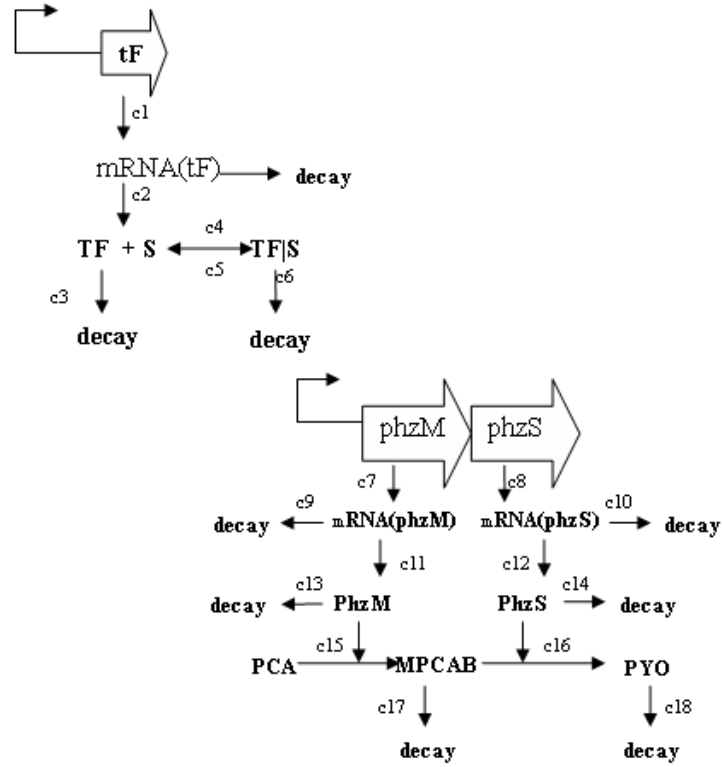 tF
c1
mRNA(tF) decay
c2
TF + S c4 c5 TF|S
c3 c6
decay decay
phzM phzS
c7 c8
decay c9 mRNA(phzM) mRNA(phzS) c10 decay
c11 c12
decay c13 PhzM PhzS c14 decay
PCA c15 MPCAB c16 PYO
c17 c18
decay decay